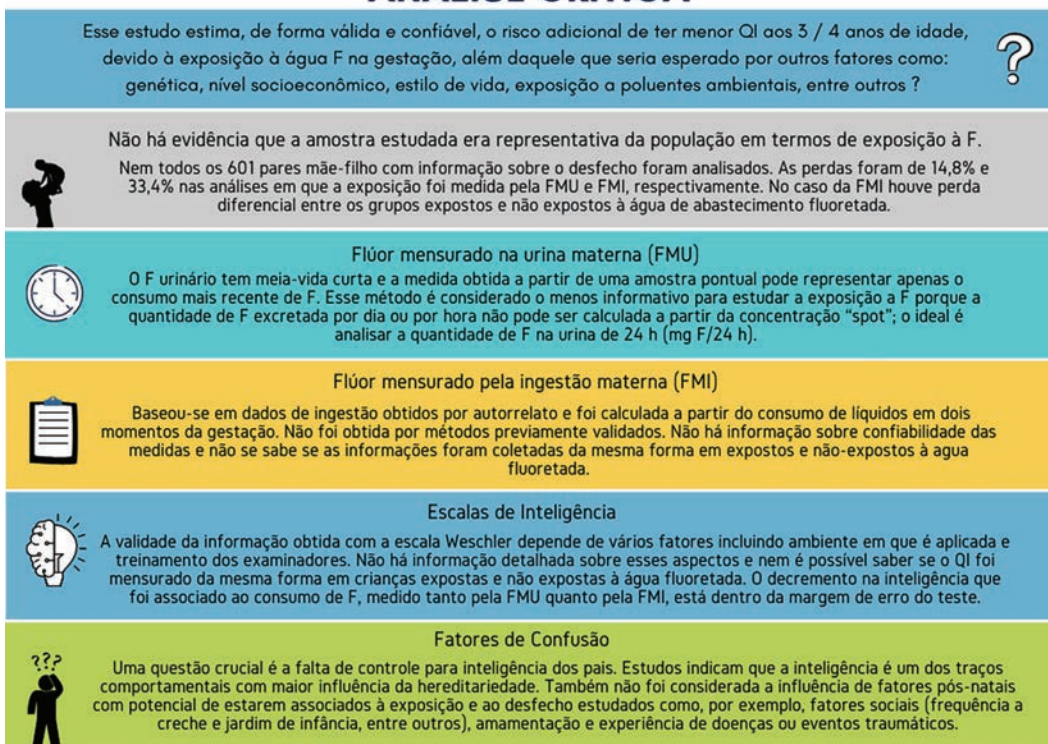 ANÁLISE CRÍTICA
Esse estudo estima, de forma válida e confiável, o risco adicional de ter menor QI aos 3 / 4 anos de idade,
devido à exposição à água F na gestação, além daquele que seria esperado por outros fatores como:
genética, nível socioeconômico, estilo de vida, exposição a poluentes ambientais, entre outros ?
?
Não há evidência que a amostra estudada era representativa da população em termos de exposição à F.
Nem todos os 601 pares mãe-filho com informação sobre o desfecho foram analisados. As perdas foram de 14,8% e
33,4% nas análises em que a exposição foi medida pela FMU e FMI, respectivamente. No caso da FMI houve perda
diferencial entre os grupos expostos e não expostos à água de abastecimento fluoretada.
Flúor mensurado na urina materna (FMU)
O F urinário tem meia-vida curta e a medida obtida a partir de uma amostra pontual pode representar apenas o
consumo mais recente de F. Esse método é considerado o menos informativo para estudar a exposição a F porque a
quantidade de F excretada por dia ou por hora não pode ser calculada a partir da concentração “spot”; o ideal é
analisar a quantidade de F na urina de 24 h (mg F/24 h).
Flúor mensurado pela ingestão materna (FMI)
Baseou-se em dados de ingestão obtidos por autorrelato e foi calculada a partir do consumo de líquidos em dois
momentos da gestação. Não foi obtida por métodos previamente validados. Não há informação sobre confiabilidade das
medidas e não se sabe se as informações foram coletadas da mesma forma em expostos e não-expostos à agua
fluoretada.
Escalas de Inteligência
A validade da informação obtida com a escala Weschler depende de vários fatores incluindo ambiente em que é aplicada e
treinamento dos examinadores. Não há informação detalhada sobre esses aspectos e nem é possível saber se o QI foi
mensurado da mesma forma em crianças expostas e não expostas à água fluoretada. O decremento na inteligência que
foi associado ao consumo de F, medido tanto pela FMU quanto pela FMI, está dentro da margem de erro do teste.
Fatores de Confusão
???
Uma questão crucial é a falta de controle para inteligência dos pais. Estudos indicam que a inteligência é um dos traços
comportamentais com maior influência da hereditariedade. Também não foi considerada a influência de fatores pós-natais
com potencial de estarem associados à exposição e ao desfecho estudados como, por exemplo, fatores sociais (frequência a
creche e jardim de infância, entre outros), amamentação e experiência de doenças ou eventos traumáticos.